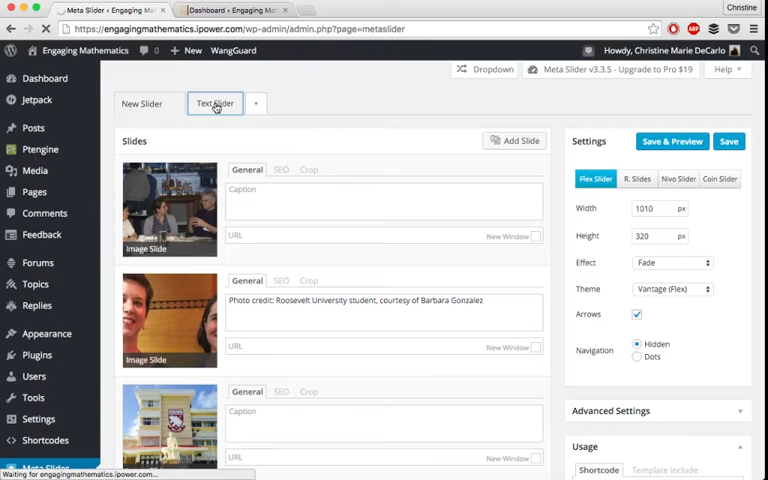 Christine
Meta Slider ‹ Engaging Math
Dashboard ‹ Engaging Mathe
https://engagingmathematics.ipower.com/wp-admin/admin.php?page=metaslider
ABP
Engaging Mathematics 0 + New WangGuard Howdy, Christine Marie DeCarlo
Dropdown Meta Slider v3.3.5 - Upgrade to Pro $19 Help
Dashboard
Jetpack
Posts
Ptengine
Media
Pages
Comments
Feedback
Forums
Topics
Replies
Appearance
Plugins
Users
Tools
Settings
Shortcodes
Meta Slider
New Slider Text Slider +
Slides Add Slide
General SEO Crop
Caption
URL New Window
Image Slide
General SEO Crop
Photo credit: Roosevelt University student, courtesy of Barbara Gonzalez
URL New Window
Image Slide
General SEO Crop
Caption
URL New Window
Image Slide
Settings Save & Preview Save
Flex Slider R. Slides Nivo Slider Coin Slider
Width 1010 px
Height 320 px
Effect Fade
Theme Vantage (Flex)
Arrows
Navigation Hidden
Dots
Advanced Settings
Usage
Shortcode Template Include
Waiting for engagingmathematics.ipower.com...